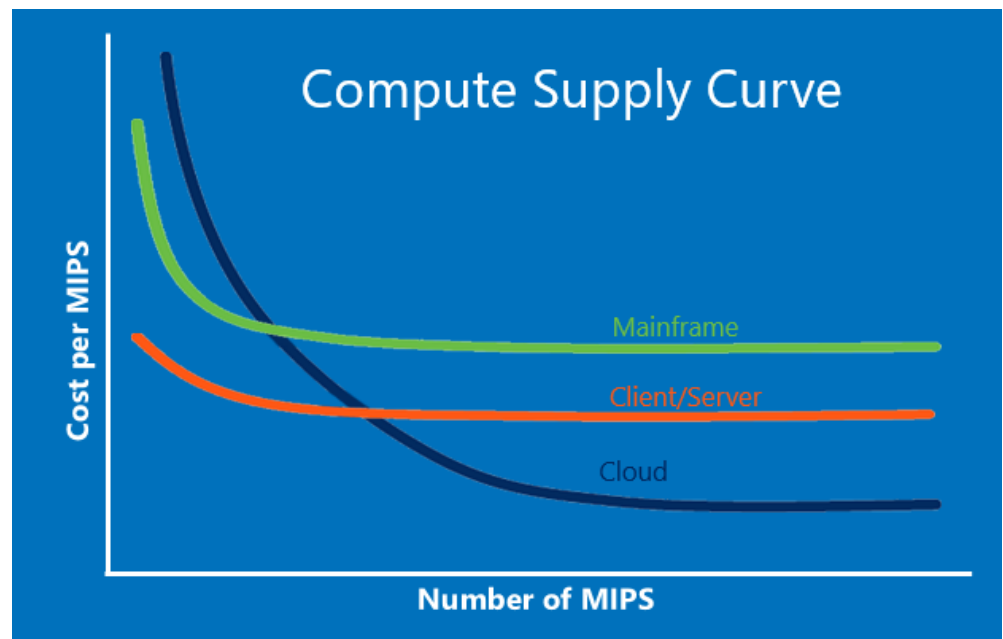 Compute Supply Curve
Cost per MIPS
Mainframe
Client/Server
Cloud
Number of MIPS